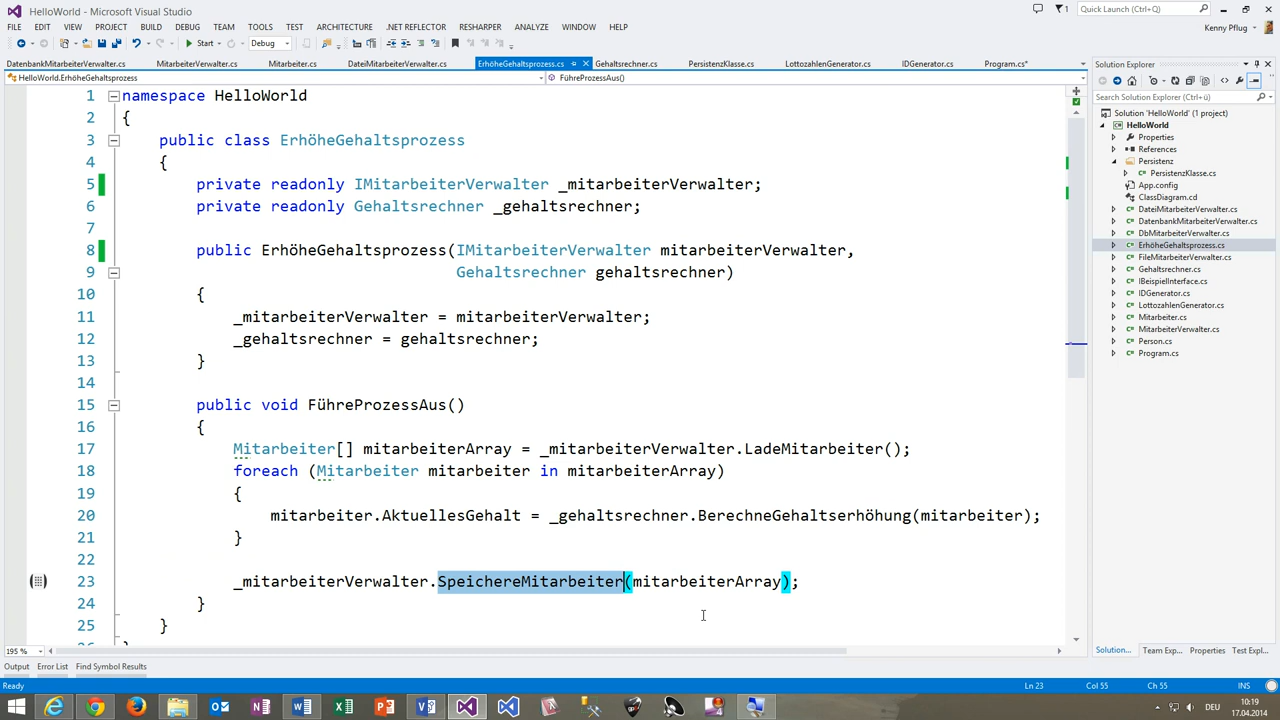 HelloWorld - Microsoft Visual Studio
1
Quick Launch (Ctrl+Q)
FILE EDIT VIEW PROJECT BUILD DEBUG TEAM TOOLS TEST ARCHITECTURE .NET REFLECTOR RESHARPER ANALYZE WINDOW HELP
Kenny Pflug
Start Debug
DatenbankMitarbeiterVerwalter.cs MitarbeiterVerwalter.cs Mitarbeiter.cs DateiMitarbeiterVerwalter.cs ErhöheGehaltsprozess.cs Gehaltsrechner.cs PersistenzKlasse.cs LottozahlenGenerator.cs IDGenerator.cs Program.cs*
HelloWorld.ErhöheGehaltsprozess
FühreProzessAus()
1 namespace HelloWorld
2 {
3 public class ErhöheGehaltsprozess
4 {
5 private readonly IMitarbeiterVerwalter _mitarbeiterVerwalter;
6 private readonly Gehaltsrechner _gehaltsrechner;
7
8 public ErhöheGehaltsprozess(IMitarbeiterVerwalter mitarbeiterVerwalter,
9 Gehaltsrechner gehaltsrechner)
10 {
11 _mitarbeiterVerwalter = mitarbeiterVerwalter;
12 _gehaltsrechner = gehaltsrechner;
13 }
14
15 public void FühreProzessAus()
16 {
17 Mitarbeiter[] mitarbeiterArray = _mitarbeiterVerwalter.LadeMitarbeiter();
18 foreach (Mitarbeiter mitarbeiter in mitarbeiterArray)
19 {
20 mitarbeiter.AktuellesGehalt = _gehaltsrechner.BerechneGehaltserhöhung(mitarbeiter);
21 }
22
23 _mitarbeiterVerwalter.SpeichereMitarbeiter(mitarbeiterArray);
24 }
25 }
195 %
Solution Explorer
Search Solution Explorer (Ctrl+ü)
Solution 'HelloWorld' (1 project)
HelloWorld
Properties
References
Persistenz
PersistenzKlasse.cs
App.config
ClassDiagram.cd
DateiMitarbeiterVerwalter.cs
DatenbankMitarbeiterVerwalter.cs
DbMitarbeiterVerwalter.cs
ErhöheGehaltsprozess.cs
FileMitarbeiterVerwalter.cs
Gehaltsrechner.cs
IBeispielInterface.cs
IDGenerator.cs
LottozahlenGenerator.cs
Mitarbeiter.cs
MitarbeiterVerwalter.cs
Person.cs
Program.cs
Solution... Team Exp... Properties Test Expl...
Output Error List Find Symbol Results
Ready
Ln 23 Col 55 Ch 55 INS
DEU
10:19
17.04.2014